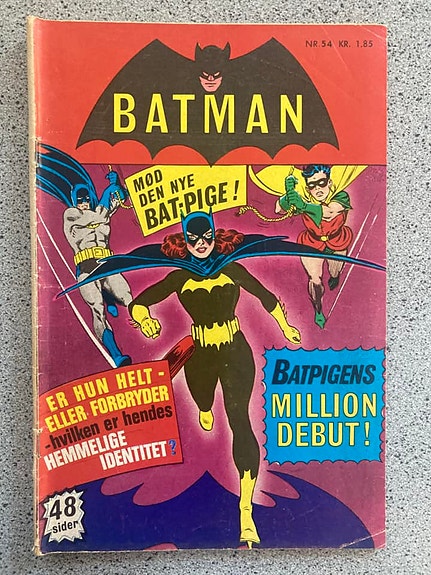 NR. 54 KR. 1,85
BATMAN
MØD
DEN NYE
BAT-PIGE!
ER HUN HELT-
ELLER FORBRYDER
-hvilken er hendes
HEMMELIGE
IDENTITET?
BATPIGENS
MILLION
DEBUT!
48
sider